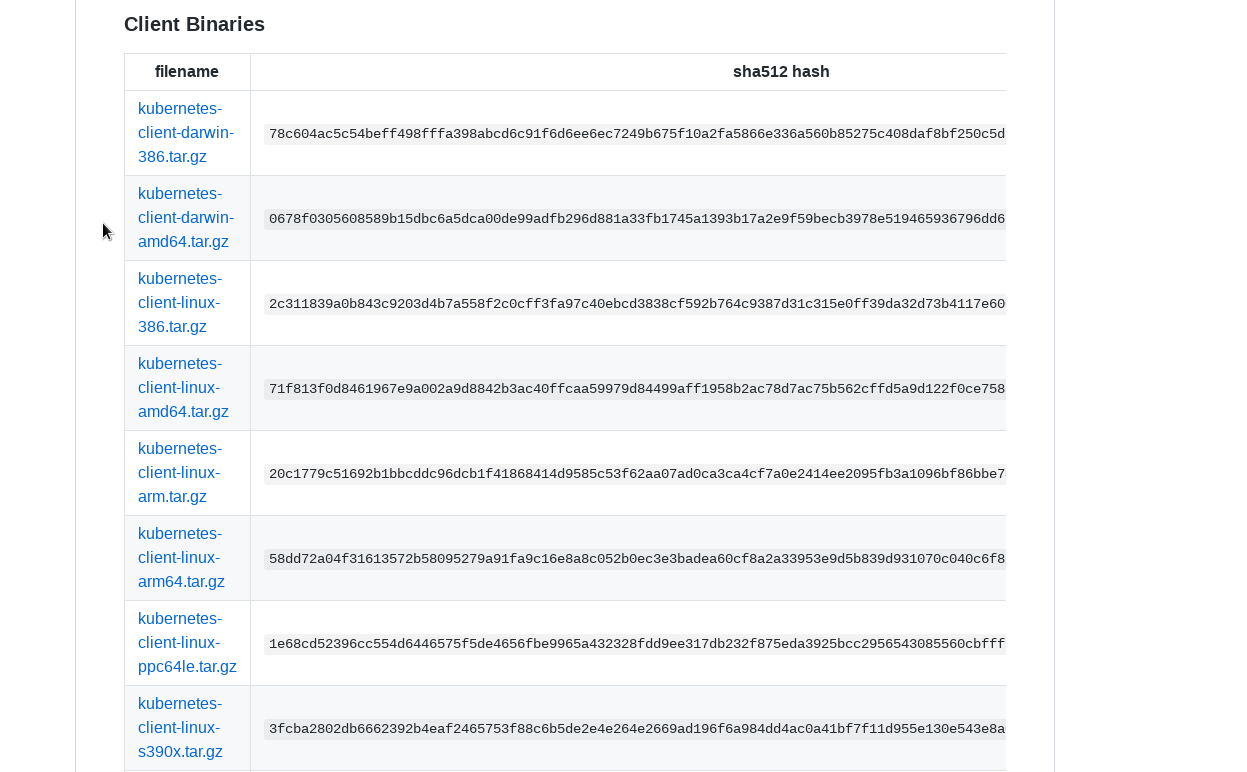 Client Binaries
filename
sha512 hash
kubernetes-
client-darwin-
386.tar.gz
78c604ac5c54beff498fffa398abcd6c91f6d6ee6ec7249b675f10a2fa5866e336a560b85275c408daf8bf250c5d
kubernetes-
client-darwin-
amd64.tar.gz
0678f0305608589b15dbc6a5dca00de99adfb296d881a33fb1745a1393b17a2e9f59becb3978e519465936796dd6
kubernetes-
client-linux-
386.tar.gz
2c311839a0b843c9203d4b7a558f2c0cff3fa97c40ebcd3838cf592b764c9387d31c315e0ff39da32d73b4117e60
kubernetes-
client-linux-
amd64.tar.gz
71f813f0d8461967e9a002a9d8842b3ac40ffcaa59979d84499aff1958b2ac78d7ac75b562cffd5a9d122f0ce758
kubernetes-
client-linux-
arm.tar.gz
20c1779c51692b1bbcddc96dcb1f41868414d9585c53f62aa07ad0ca3ca4cf7a0e2414ee2095fb3a1096bf86bbe7
kubernetes-
client-linux-
arm64.tar.gz
58dd72a04f31613572b58095279a91fa9c16e8a8c052b0ec3e3badea60cf8a2a33953e9d5b839d931070c040c6f8
kubernetes-
client-linux-
ppc64le.tar.gz
1e68cd52396cc554d6446575f5de4656fbe9965a432328fdd9ee317db232f875eda3925bcc2956543085560cbfff
kubernetes-
client-linux-
s390x.tar.gz
3fcba2802db6662392b4eaf2465753f88c6b5de2e4e264e2669ad196f6a984dd4ac0a41bf7f11d955e130e543e8a